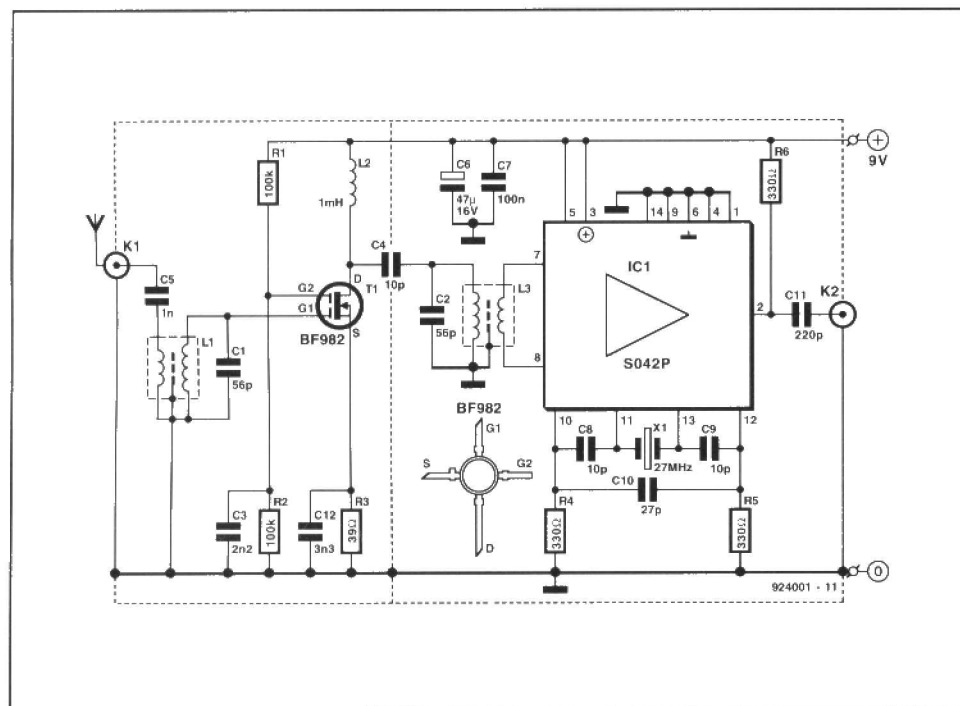 K1
C5
1n
L1
C1
56p
R1
100k
L2
1mH
G2
G1
D
T1
S
BF982
C3
2n2
R2
100k
C12
3n3
R3
39Ω
C4
10p
C2
56p
L3
C6
47µ
16V
C7
100n
BF982
G1
S
G2
D
5
3
14
9
6
4
1
7
8
IC1
S042P
2
10
11
13
12
C8
10p
X1
27MHz
C9
10p
C10
27p
R4
330Ω
R5
330Ω
R6
330Ω
C11
220p
K2
+
9V
0
924001 - 11